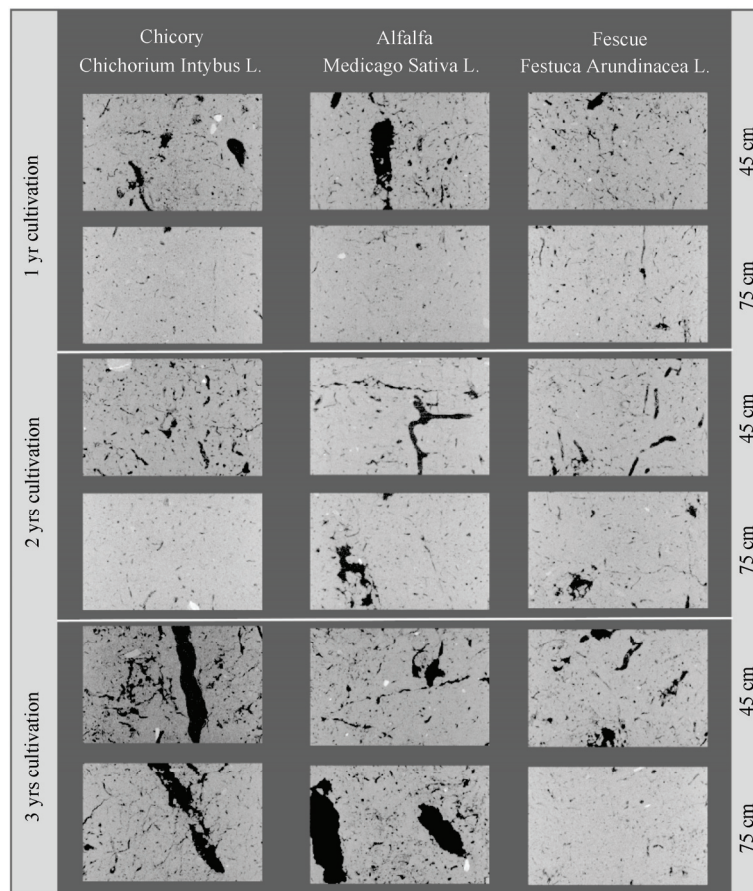 Chicory
Chichorium Intybus L.
Alfalfa
Medicago Sativa L.
Fescue
Festuca Arundinacea L.
1 yr cultivation
45 cm
75 cm
2 yrs cultivation
45 cm
75 cm
3 yrs cultivation
45 cm
75 cm